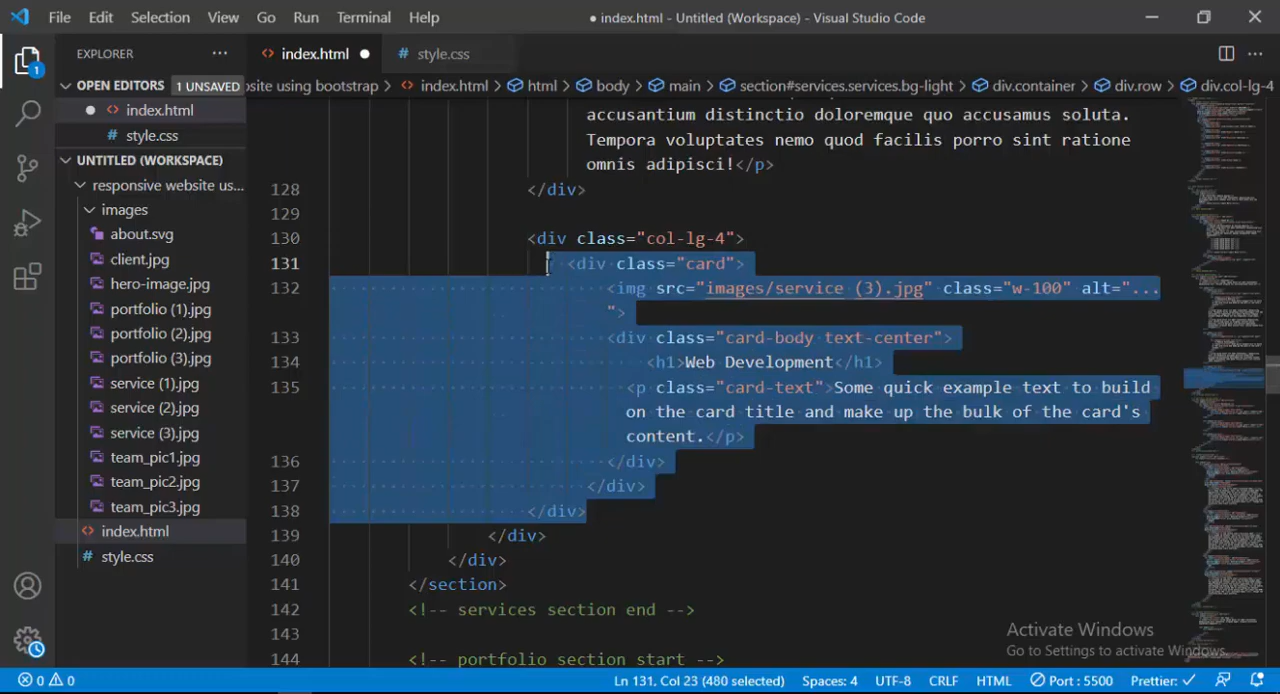 File Edit Selection View Go Run Terminal Help
● index.html - Untitled (Workspace) - Visual Studio Code
EXPLORER ···
index.html ●
# style.css
1
OPEN EDITORS 1 UNSAVED
site using bootstrap > index.html > html > body > main > section#services.services.bg-light > div.container > div.row > div.col-lg-4
● index.html
# style.css
UNTITLED (WORKSPACE)
responsive website us...
images
about.svg
client.jpg
hero-image.jpg
portfolio (1).jpg
portfolio (2).jpg
portfolio (3).jpg
service (1).jpg
service (2).jpg
service (3).jpg
team_pic1.jpg
team_pic2.jpg
team_pic3.jpg
index.html
# style.css
accusantium distinctio doloremque quo accusamus soluta.
Tempora voluptates nemo quod facilis porro sint ratione
omnis adipisci!</p>
128 </div>
129
130 <div class="col-lg-4">
131 <div class="card">
132 <img src="images/service (3).jpg" class="w-100" alt="...
">
133 <div class="card-body text-center">
134 <h1>Web Development</h1>
135 <p class="card-text">Some quick example text to build
on the card title and make up the bulk of the card's
content.</p>
136 </div>
137 </div>
138 </div>
139 </div>
140 </div>
141 </section>
142 <!-- services section end -->
143
144 <!-- portfolio section start -->
Activate Windows
Go to Settings to activate Windows.
0 0 Ln 131, Col 23 (480 selected) Spaces: 4 UTF-8 CRLF HTML Port : 5500 Prettier: ✓